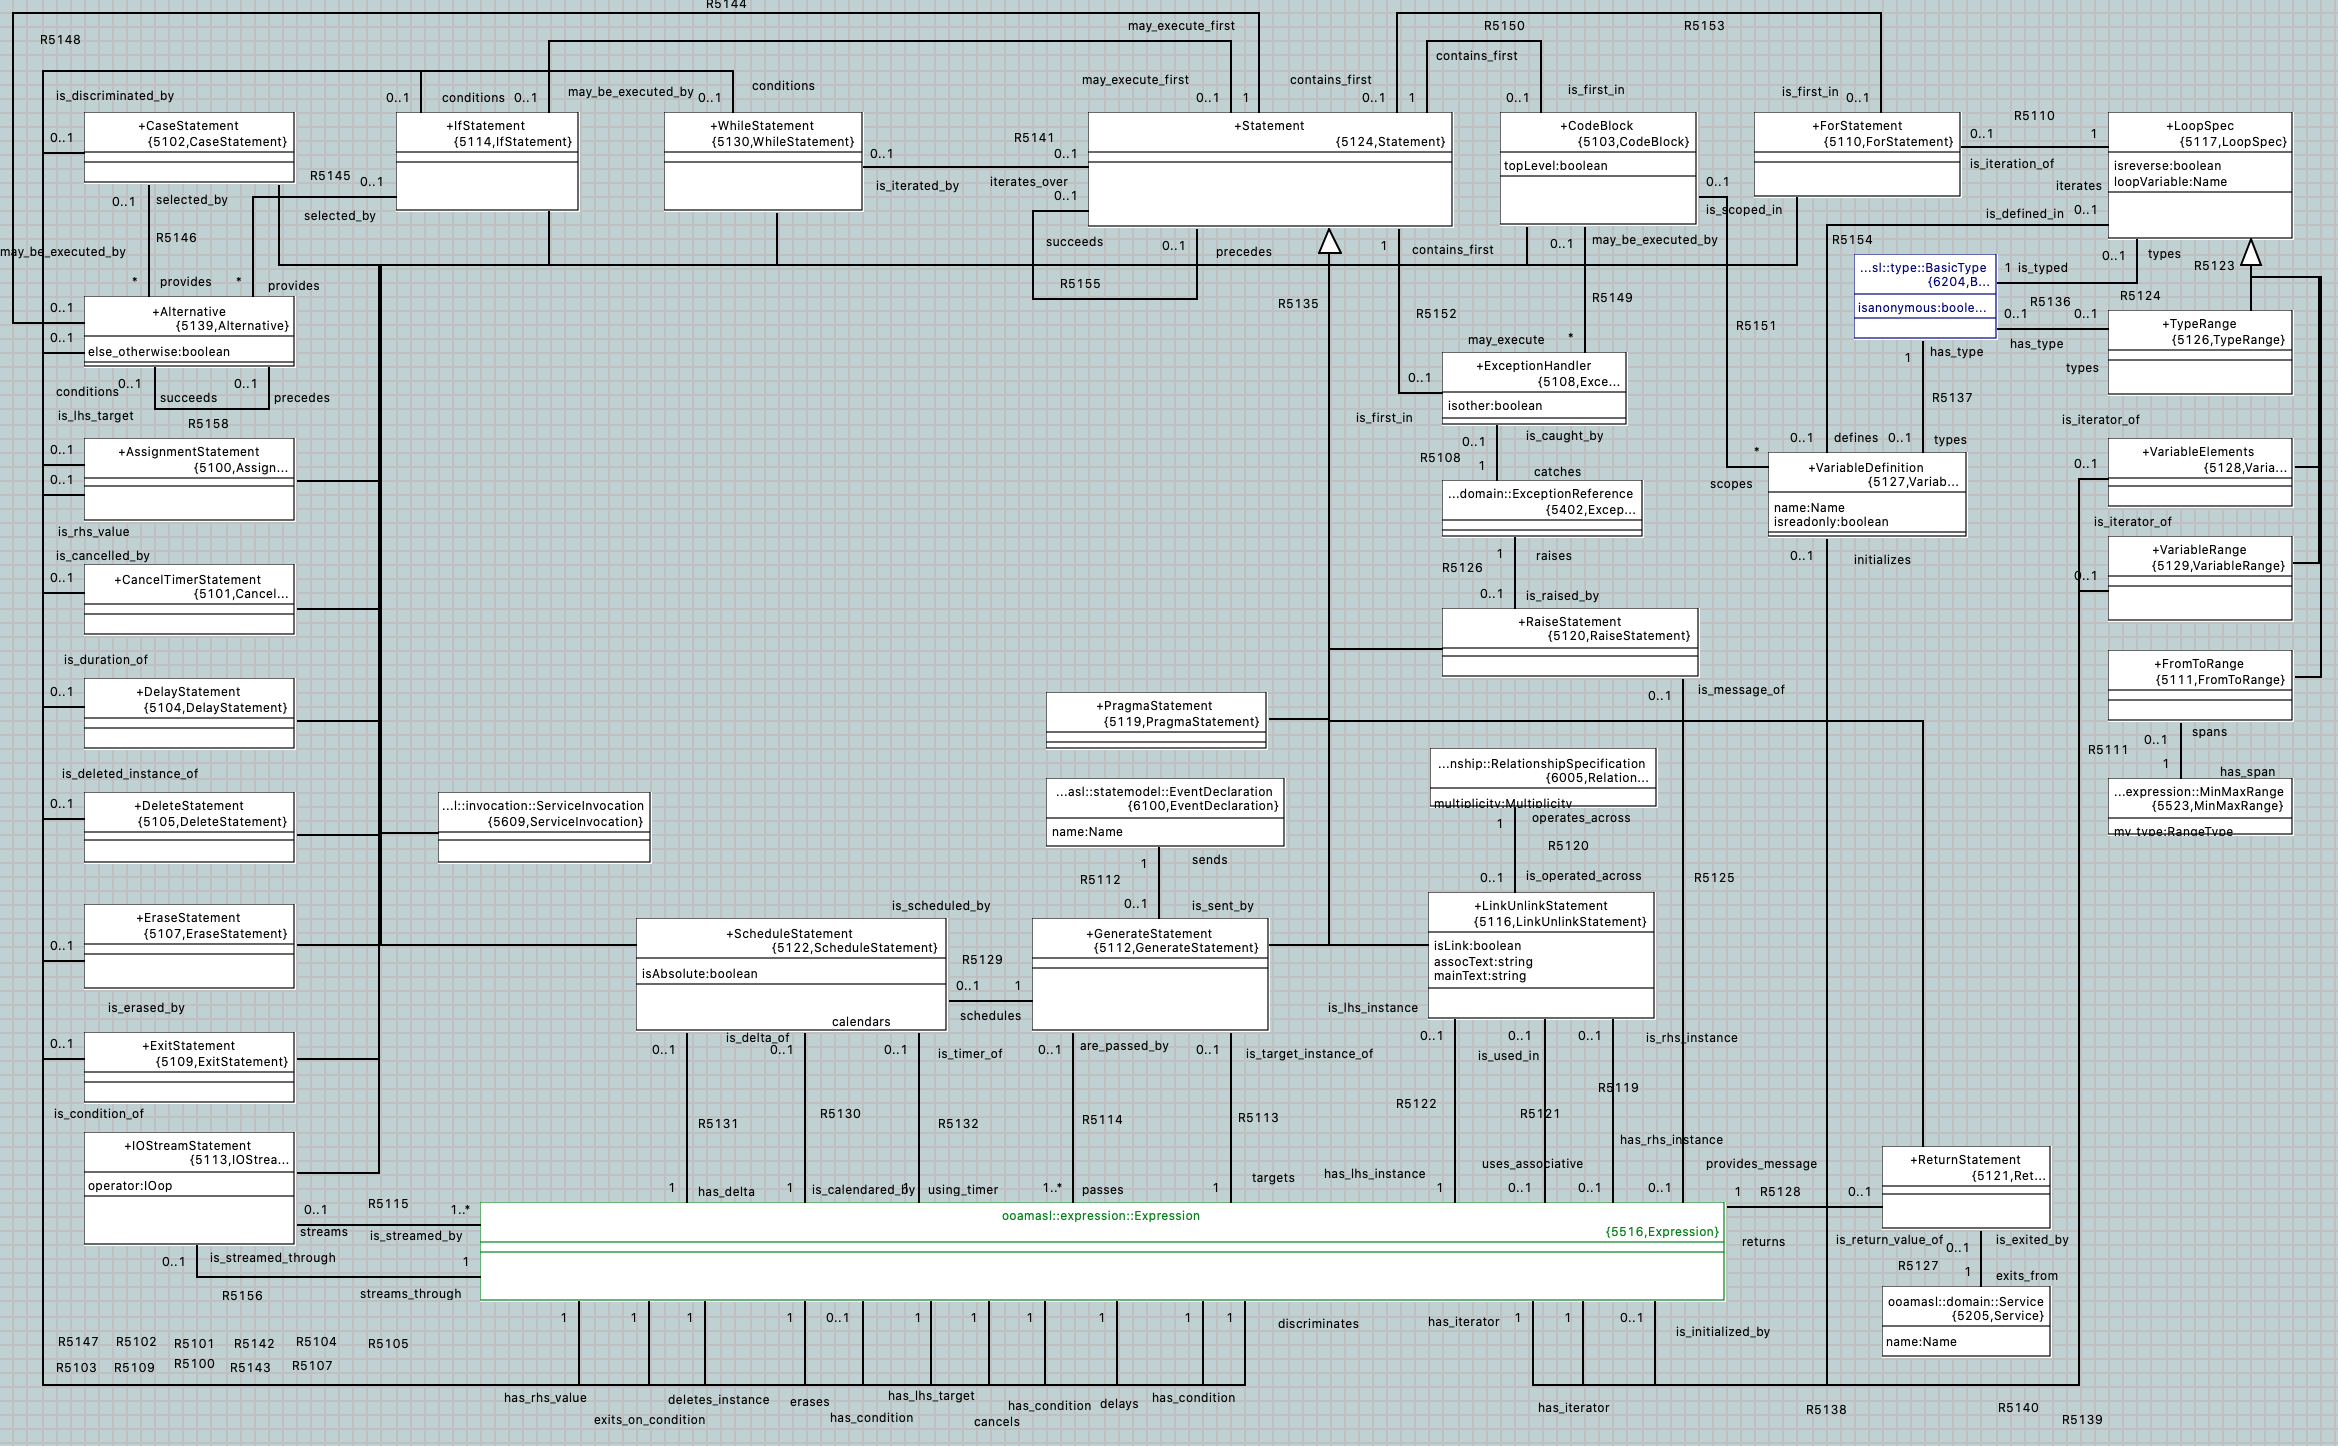 R5144
may_execute_first
R5150
R5153
R5148
contains_first
may_execute_first
contains_first
conditions
is_discriminated_by
0..1
conditions
0..1
may_be_executed_by
0..1
0..1
1
0..1
1
0..1
is_first_in
is_first_in
0..1
+CaseStatement
{5102,CaseStatement}
0..1
+IfStatement
{5114,IfStatement}
+WhileStatement
{5130,WhileStatement}
R5141
0..1
0..1
is_iterated_by
iterates_over
0..1
+Statement
{5124,Statement}
+CodeBlock
{5103,CodeBlock}
topLevel:boolean
+ForStatement
{5110,ForStatement}
R5110
0..1
1
is_iteration_of
iterates
+LoopSpec
{5117,LoopSpec}
isreverse:boolean
loopVariable:Name
R5145
0..1
selected_by
0..1
selected_by
R5146
0..1
is_scoped_in
is_defined_in
0..1
may_be_executed_by
succeeds
0..1
precedes
1
contains_first
0..1
may_be_executed_by
R5154
*
provides
*
provides
R5155
R5135
R5149
R5152
R5151
...sl::type::BasicType
{6204,B...
isanonymous:boole...
1
is_typed
0..1
types
R5123
R5124
R5136
0..1
0..1
has_type
types
+TypeRange
{5126,TypeRange}
0..1
0..1
+Alternative
{5139,Alternative}
else_otherwise:boolean
conditions
0..1
succeeds
0..1
precedes
R5158
is_lhs_target
may_execute
*
0..1
is_first_in
+ExceptionHandler
{5108,Exce...
isother:boolean
1
has_type
R5137
0..1
is_caught_by
R5108
1
catches
0..1
defines
0..1
types
*
scopes
is_iterator_of
0..1
0..1
0..1
+AssignmentStatement
{5100,Assign...
...domain::ExceptionReference
{5402,Excep...
+VariableDefinition
{5127,Variab...
name:Name
isreadonly:boolean
+VariableElements
{5128,Varia...
is_iterator_of
is_rhs_value
is_cancelled_by
1
raises
R5126
0..1
is_raised_by
0..1
initializes
0..1
+VariableRange
{5129,VariableRange}
0..1
+CancelTimerStatement
{5101,Cancel...
+RaiseStatement
{5120,RaiseStatement}
is_duration_of
0..1
is_message_of
+FromToRange
{5111,FromToRange}
0..1
+DelayStatement
{5104,DelayStatement}
+PragmaStatement
{5119,PragmaStatement}
0..1
spans
R5111
1
has_span
is_deleted_instance_of
0..1
+DeleteStatement
{5105,DeleteStatement}
...l::invocation::ServiceInvocation
{5609,ServiceInvocation}
...asl::statemodel::EventDeclaration
{6100,EventDeclaration}
name:Name
...nship::RelationshipSpecification
{6005,Relation...
multiplicity:Multiplicity
...expression::MinMaxRange
{5523,MinMaxRange}
my_type:RangeType
1
operates_across
R5120
0..1
is_operated_across
1
sends
R5112
0..1
is_sent_by
R5125
is_scheduled_by
0..1
+EraseStatement
{5107,EraseStatement}
+ScheduleStatement
{5122,ScheduleStatement}
isAbsolute:boolean
R5129
0..1
1
schedules
+GenerateStatement
{5112,GenerateStatement}
+LinkUnlinkStatement
{5116,LinkUnlinkStatement}
isLink:boolean
assocText:string
mainText:string
is_erased_by
0..1
+ExitStatement
{5109,ExitStatement}
is_lhs_instance
calendars
is_delta_of
0..1
0..1
0..1
is_timer_of
0..1
are_passed_by
0..1
is_target_instance_of
0..1
is_used_in
0..1
0..1
is_rhs_instance
is_condition_of
R5131
R5130
R5132
R5114
R5113
R5122
R5121
R5119
has_rhs_instance
+IOStreamStatement
{5113,IOStrea...
operator:IOop
1
has_delta
1
is_calendared_by
1
using_timer
1..*
passes
1
targets
has_lhs_instance
1
uses_associative
0..1
0..1
0..1
provides_message
+ReturnStatement
{5121,Ret...
R5115
0..1
1..*
streams
is_streamed_by
1
R5128
0..1
ooamasl::expression::Expression
{5516,Expression}
returns
is_return_value_of
0..1
is_exited_by
R5127
1
exits_from
0..1
is_streamed_through
1
R5156
streams_through
ooamasl::domain::Service
{5205,Service}
name:Name
1
1
1
1
0..1
1
1
1
1
1
1
discriminates
has_iterator
1
1
0..1
is_initialized_by
R5147
R5102
R5101
R5142
R5104
R5105
R5103
R5109
R5100
R5143
R5107
has_rhs_value
exits_on_condition
deletes_instance
erases
has_condition
has_lhs_target
cancels
has_condition
delays
has_condition
has_iterator
R5138
R5140
R5139